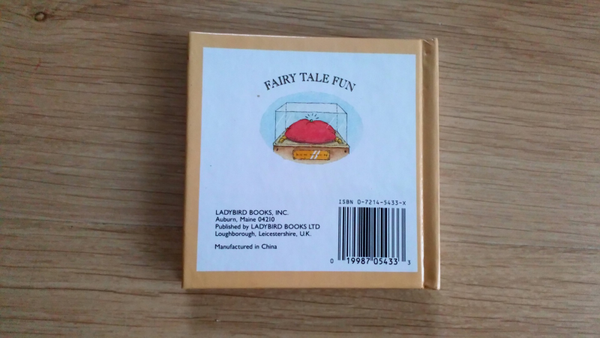 FAIRY TALE FUN
ISBN 0-7214-5433-X
LADYBIRD BOOKS, INC.
Auburn, Maine 04210
Published by LADYBIRD BOOKS LTD
Loughborough, Leicestershire, U.K.
Manufactured in China
0 19987 05433 3